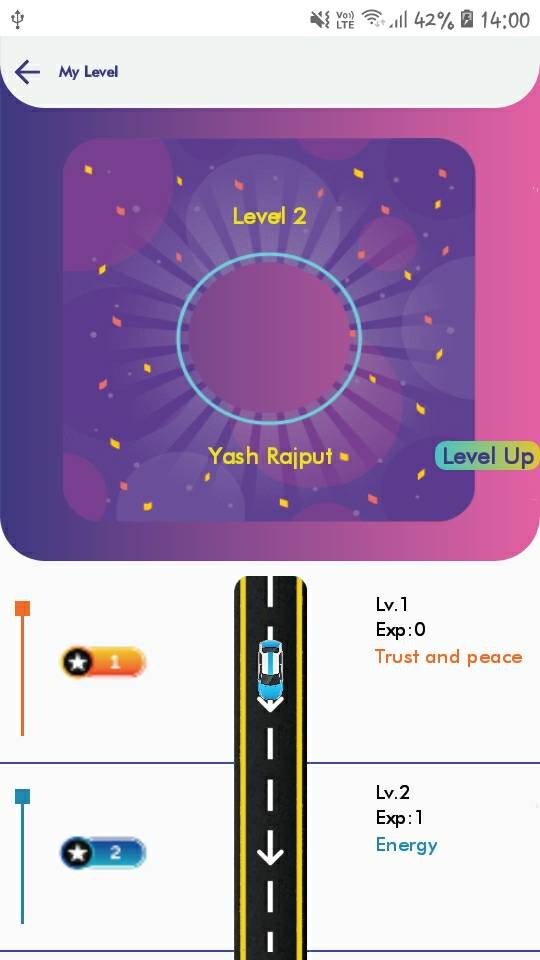 Vo))
LTE
42%
14:00
My Level
Level 2
Yash Rajput
Level Up
Lv.1
Exp:0
1
Trust and peace
Lv.2
Exp:1
2
Energy